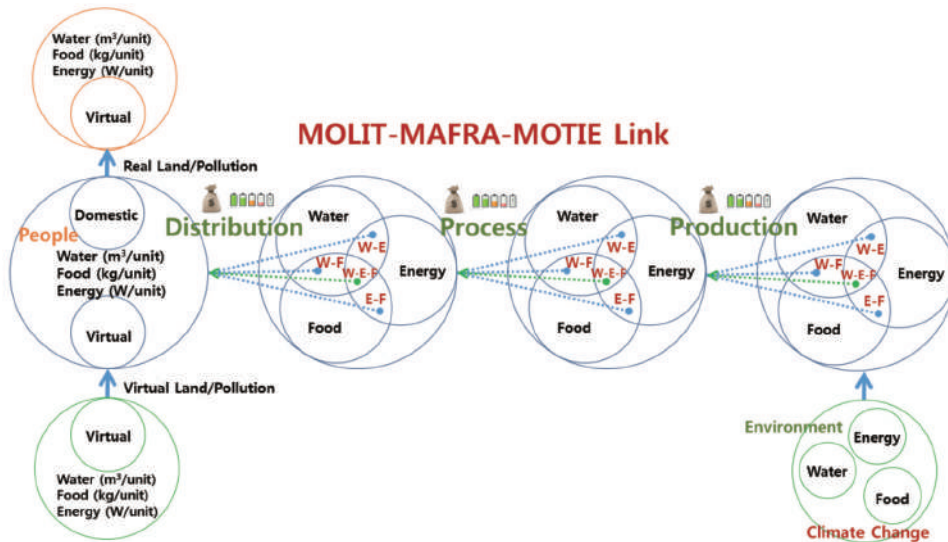 Water (m³/unit)
Food (kg/unit)
Energy (W/unit)
Virtual
MOLIT-MAFRA-MOTIE Link
Real Land/Pollution
Domestic
People
Water (m³/unit)
Food (kg/unit)
Energy (W/unit)
Virtual
Distribution
Water
W-E
W-F
W-E-F
Energy
E-F
Food
Process
Water
W-E
W-F
W-E-F
Energy
E-F
Food
Production
Water
W-E
W-F
W-E-F
Energy
E-F
Food
Virtual Land/Pollution
Virtual
Water (m³/unit)
Food (kg/unit)
Energy (W/unit)
Environment
Energy
Water
Food
Climate Change